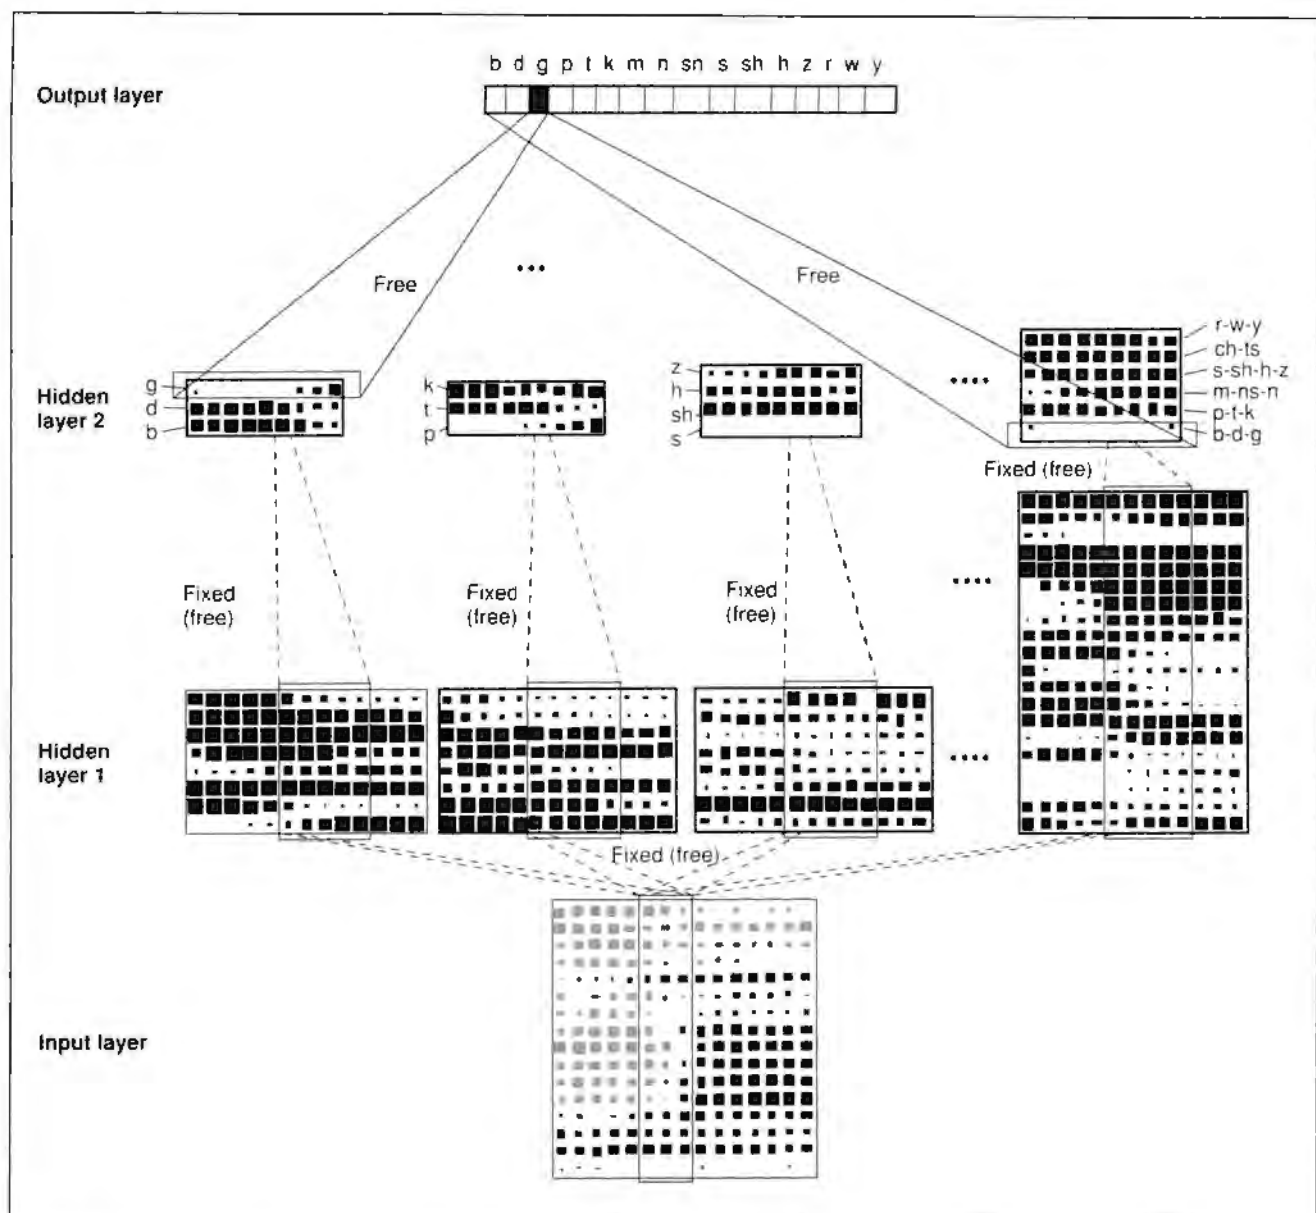 b d g p t k m n sn s sh h z r w y
Output layer
Free
Free
r-w-y
ch-ts
s-sh-h-z
m-ns-n
p-t-k
b-d-g
Hidden
layer 2
g
d
b
k
t
p
z
h
sh
s
Fixed (free)
Fixed
(free)
Fixed
(free)
Fixed
(free)
Hidden
layer 1
Fixed (free)
Input layer